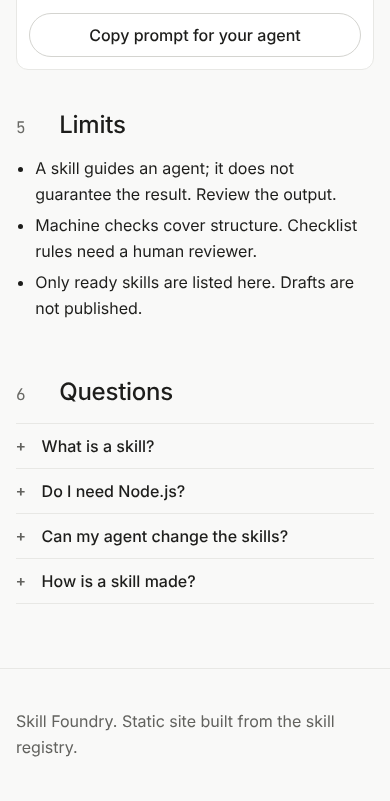 Copy prompt for your agent
5 Limits
• A skill guides an agent; it does not
guarantee the result. Review the output.
• Machine checks cover structure. Checklist
rules need a human reviewer.
• Only ready skills are listed here. Drafts are
not published.
6 Questions
+ What is a skill?
+ Do I need Node.js?
+ Can my agent change the skills?
+ How is a skill made?
Skill Foundry. Static site built from the skill
registry.